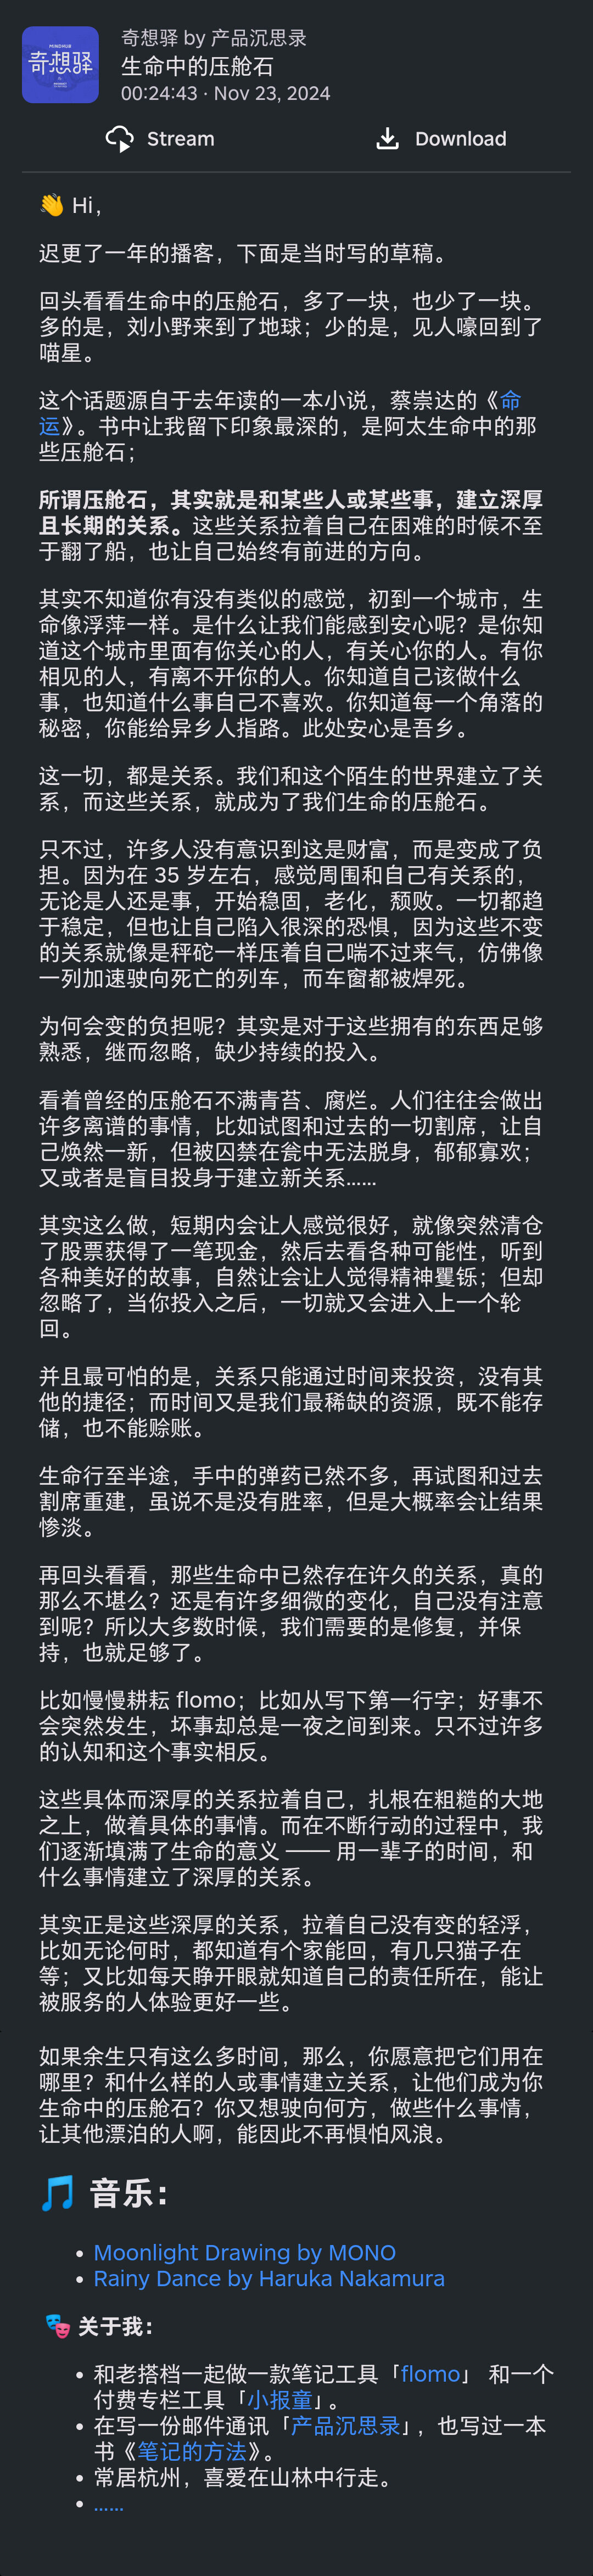 MINDHUB
奇想驿
奇想驿 by 产品沉思录
生命中的压舱石
00:24:43 · Nov 23, 2024
Stream
Download
👋 Hi，
迟更了一年的播客，下面是当时写的草稿。
回头看看生命中的压舱石，多了一块，也少了一块。
多的是，刘小野来到了地球；少的是，见人嚎回到了
喵星。
这个话题源自于去年读的一本小说，蔡崇达的《命
运》。书中让我留下印象最深的，是阿太生命中的那
些压舱石；
所谓压舱石，其实就是和某些人或某些事，建立深厚
且长期的关系。这些关系拉着自己在困难的时候不至
于翻了船，也让自己始终有前进的方向。
其实不知道你有没有类似的感觉，初到一个城市，生
命像浮萍一样。是什么让我们能感到安心呢？是你知
道这个城市里面有你关心的人，有关心你的人。有你
相见的人，有离不开你的人。你知道自己该做什么
事，也知道什么事自己不喜欢。你知道每一个角落的
秘密，你能给异乡人指路。此处安心是吾乡。
这一切，都是关系。我们和这个陌生的世界建立了关
系，而这些关系，就成为了我们生命的压舱石。
只不过，许多人没有意识到这是财富，而是变成了负
担。因为在 35 岁左右，感觉周围和自己有关系的，
无论是人还是事，开始稳固，老化，颓败。一切都趋
于稳定，但也让自己陷入很深的恐惧，因为这些不变
的关系就像是秤砣一样压着自己喘不过来气，仿佛像
一列加速驶向死亡的列车，而车窗都被焊死。
为何会变的负担呢？其实是对于这些拥有的东西足够
熟悉，继而忽略，缺少持续的投入。
看着曾经的压舱石不满青苔、腐烂。人们往往会做出
许多离谱的事情，比如试图和过去的一切割席，让自
己焕然一新，但被囚禁在瓮中无法脱身，郁郁寡欢；
又或者是盲目投身于建立新关系……
其实这么做，短期内会让人感觉很好，就像突然清仓
了股票获得了一笔现金，然后去看各种可能性，听到
各种美好的故事，自然让会让人觉得精神矍铄；但却
忽略了，当你投入之后，一切就又会进入上一个轮
回。
并且最可怕的是，关系只能通过时间来投资，没有其
他的捷径；而时间又是我们最稀缺的资源，既不能存
储，也不能赊账。
生命行至半途，手中的弹药已然不多，再试图和过去
割席重建，虽说不是没有胜率，但是大概率会让结果
惨淡。
再回头看看，那些生命中已然存在许久的关系，真的
那么不堪么？还是有许多细微的变化，自己没有注意
到呢？所以大多数时候，我们需要的是修复，并保
持，也就足够了。
比如慢慢耕耘 flomo；比如从写下第一行字；好事不
会突然发生，坏事却总是一夜之间到来。只不过许多
的认知和这个事实相反。
这些具体而深厚的关系拉着自己，扎根在粗糙的大地
之上，做着具体的事情。而在不断行动的过程中，我
们逐渐填满了生命的意义 —— 用一辈子的时间，和
什么事情建立了深厚的关系。
其实正是这些深厚的关系，拉着自己没有变的轻浮，
比如无论何时，都知道有个家能回，有几只猫子在
等；又比如每天睁开眼就知道自己的责任所在，能让
被服务的人体验更好一些。
如果余生只有这么多时间，那么，你愿意把它们用在
哪里？和什么样的人或事情建立关系，让他们成为你
生命中的压舱石？你又想驶向何方，做些什么事情，
让其他漂泊的人啊，能因此不再惧怕风浪。
🎵 音乐：
• Moonlight Drawing by MONO
• Rainy Dance by Haruka Nakamura
🎭 关于我：
• 和老搭档一起做一款笔记工具「flomo」 和一个
付费专栏工具「小报童」。
• 在写一份邮件通讯「产品沉思录」，也写过一本
书《笔记的方法》。
• 常居杭州，喜爱在山林中行走。
• ……